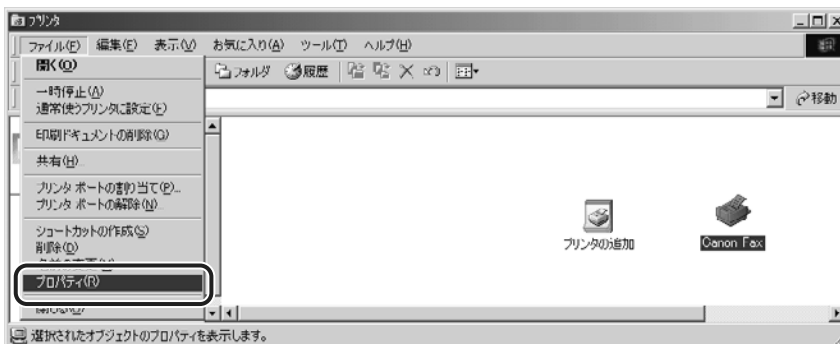 プリンタ
ファイル(F) 編集(E) 表示(V) お気に入り(A) ツール(T) ヘルプ(H)
開く(O)
フォルダ 履歴
一時停止(A)
通常使うプリンタに設定(F)
移動
印刷ドキュメントの削除(G)
共有(H)...
プリンタ ポートの割り当て(P)...
プリンタ ポートの解除(N)...
ショートカットの作成(S)
削除(D)
プロパティ(R)
プリンタの追加
Canon Fax
選択されたオブジェクトのプロパティを表示します。